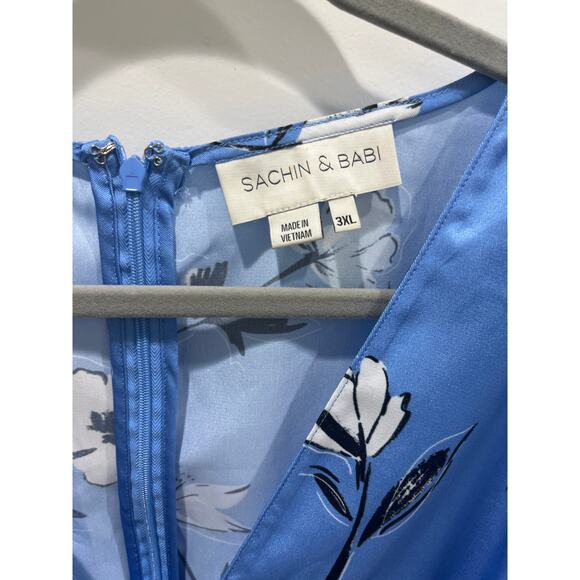 SACHIN & BABI
MADE IN
VIETNAM
3XL